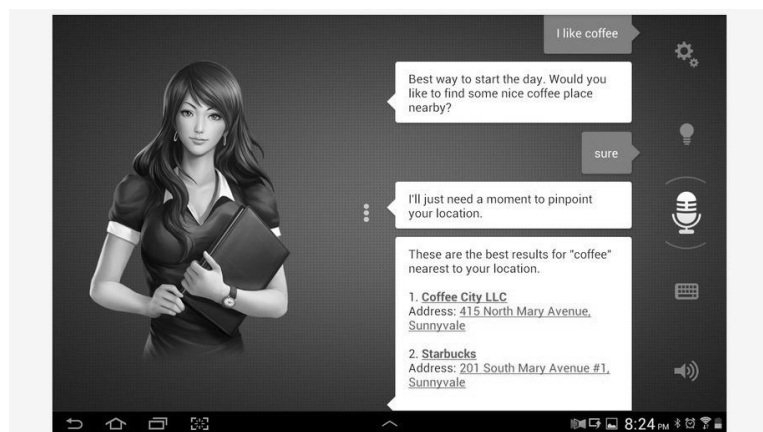 I like coffee
Best way to start the day. Would you
like to find some nice coffee place
nearby?
sure
I'll just need a moment to pinpoint
your location.
These are the best results for "coffee"
nearest to your location.
1. Coffee City LLC
Address: 415 North Mary Avenue,
Sunnyvale
2. Starbucks
Address: 201 South Mary Avenue #1,
Sunnyvale
8:24 PM